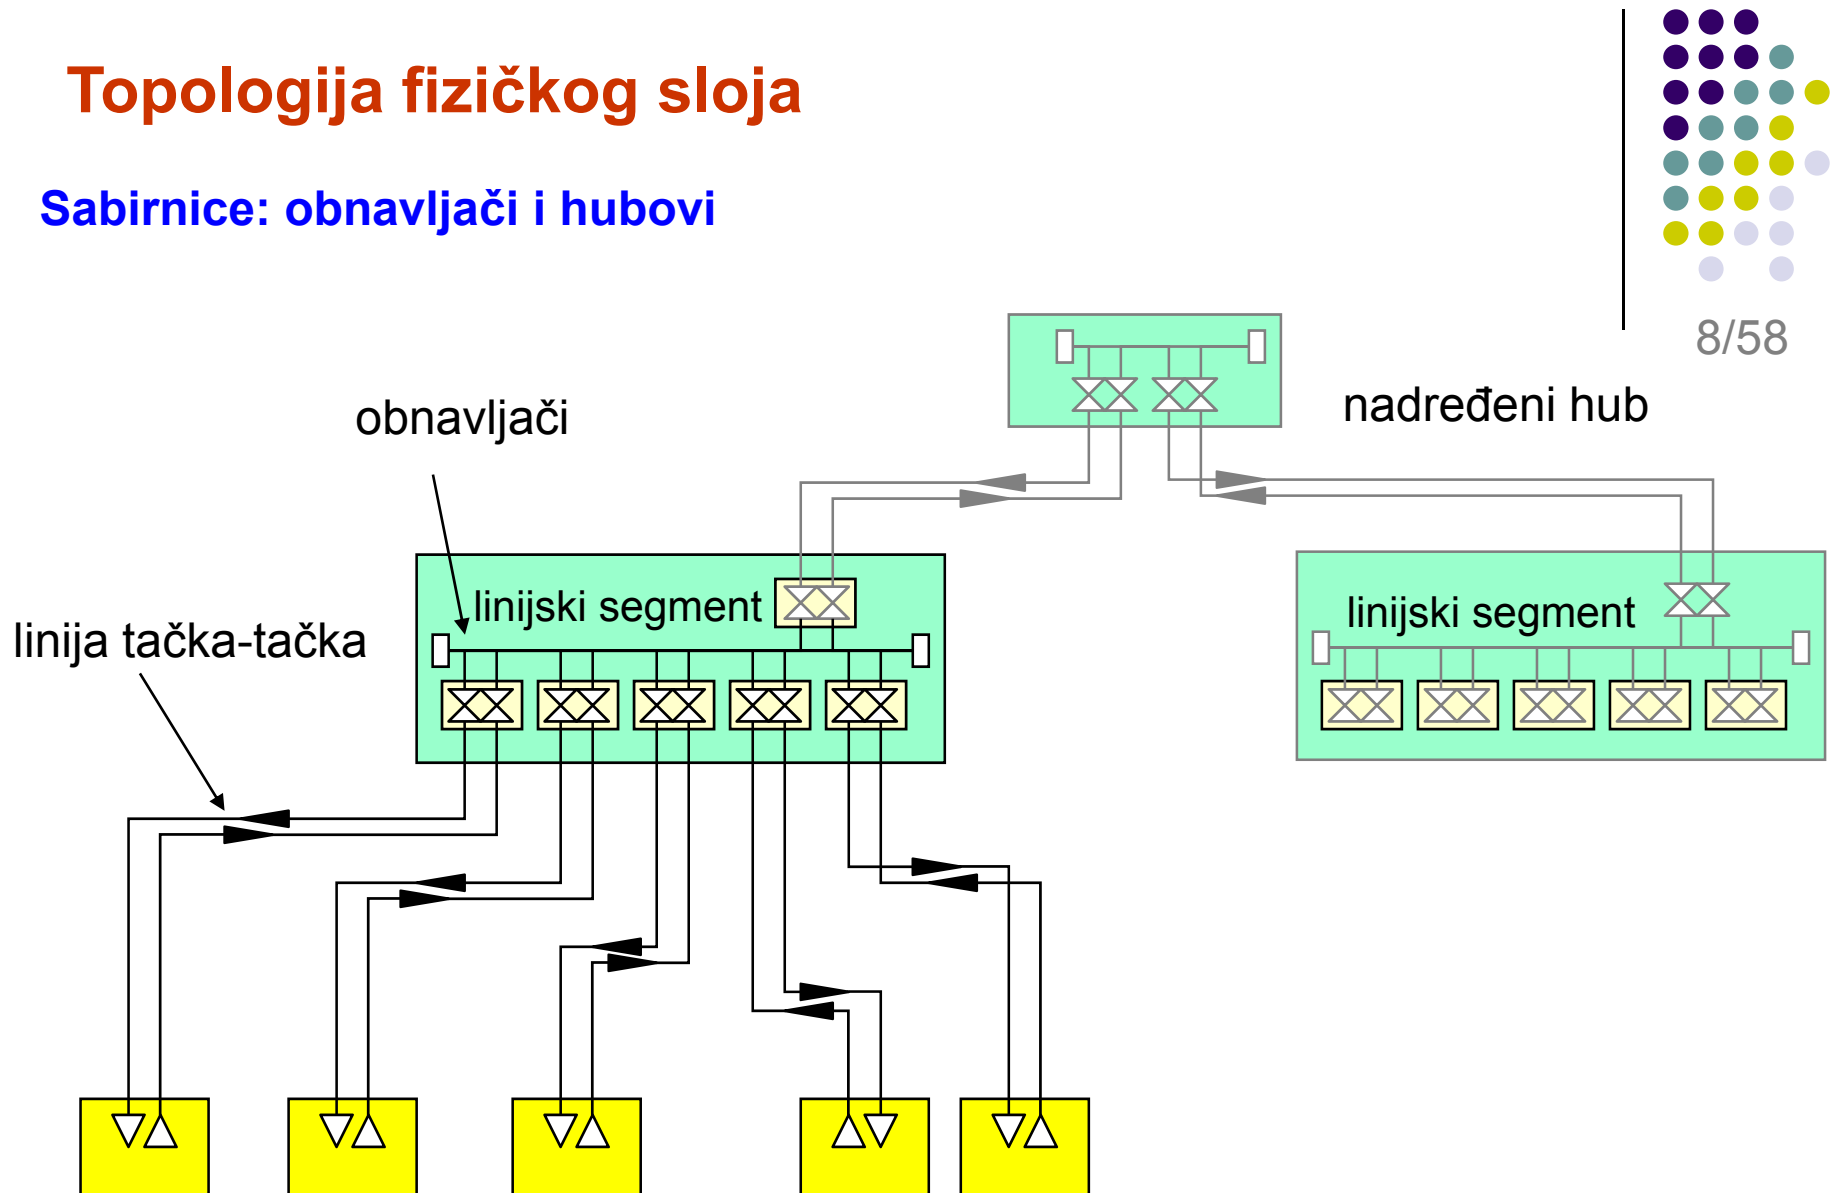 Topologija fizičkog sloja
Sabirnice: obnavljači i hubovi
8/58
nadređeni hub
obnavljači
linijski segment
linijski segment
linija tačka-tačka